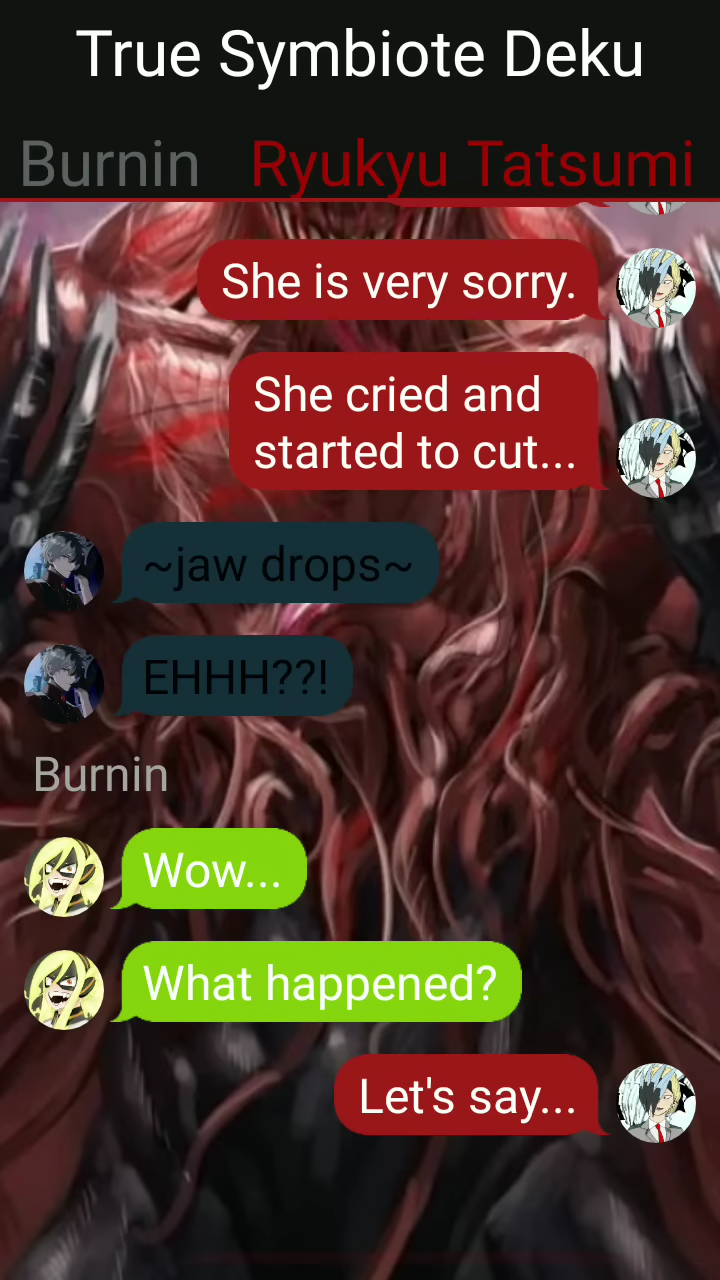 True Symbiote Deku
Burnin Ryukyu Tatsumi
She is very sorry.
She cried and
started to cut...
~jaw drops~
EHHH??!
Burnin
Wow...
What happened?
Let's say...